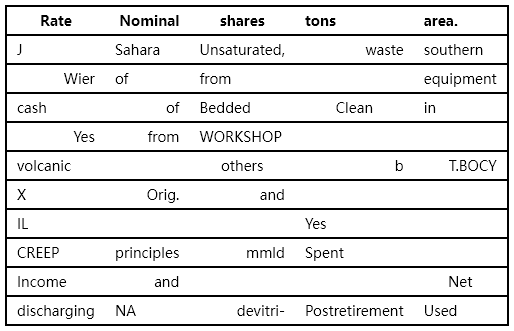 Rate Nominal shares tons area.
J Sahara Unsaturated, waste southern
Wier of from equipment
cash of Bedded Clean in
Yes from WORKSHOP
volcanic others b T.BOCY
X Orig. and
IL Yes
CREEP principles mmld Spent
Income and Net
discharging NA devitri- Postretirement Used